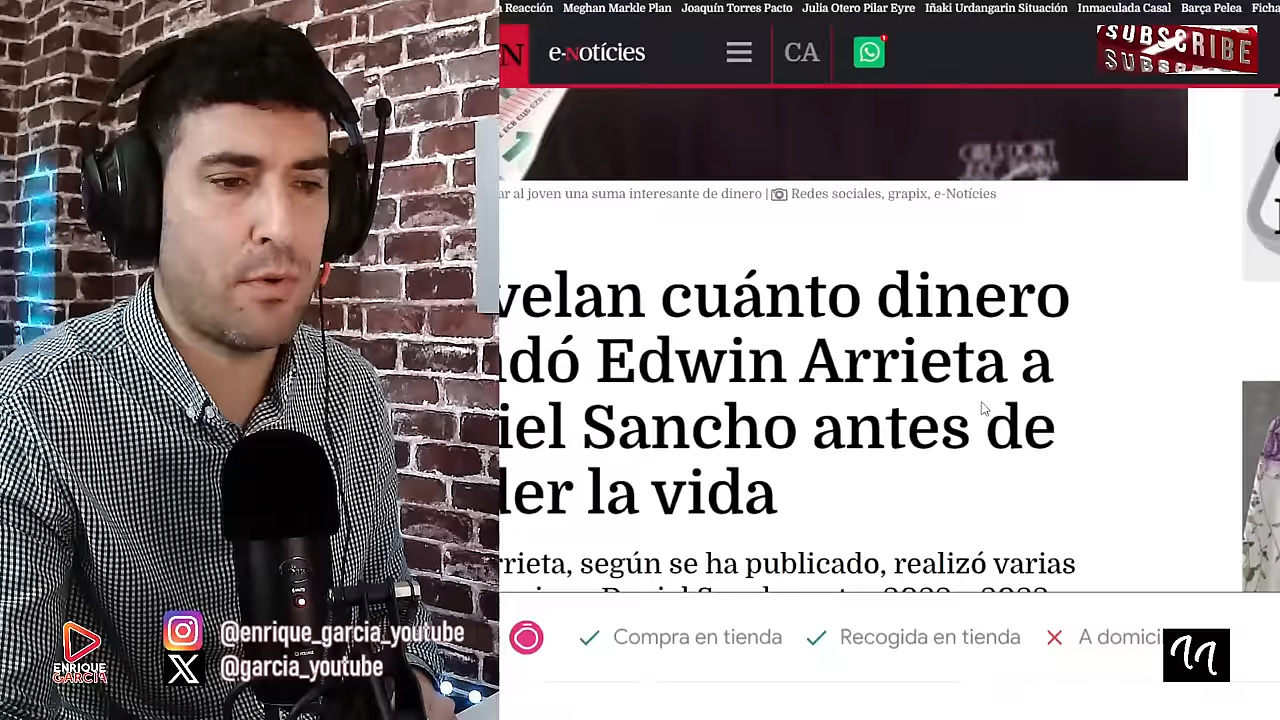 n Reacción Meghan Markle Plan Joaquín Torres Pacto Julia Otero Pilar Eyre Iñaki Urdangarin Situación Inmaculada Casal Barça Pelea Ficha
N e-Notícies CA
SUBSCRIBE
ar al joven una suma interesante de dinero | Redes sociales, grapix, e-Notícies
velan cuánto dinero
ndó Edwin Arrieta a
iel Sancho antes de
der la vida
rrieta, según se ha publicado, realizó varias
Compra en tienda Recogida en tienda A domici
@enrique_garcia_youtube
@garcia_youtube
ENRIQUE
GARCIA